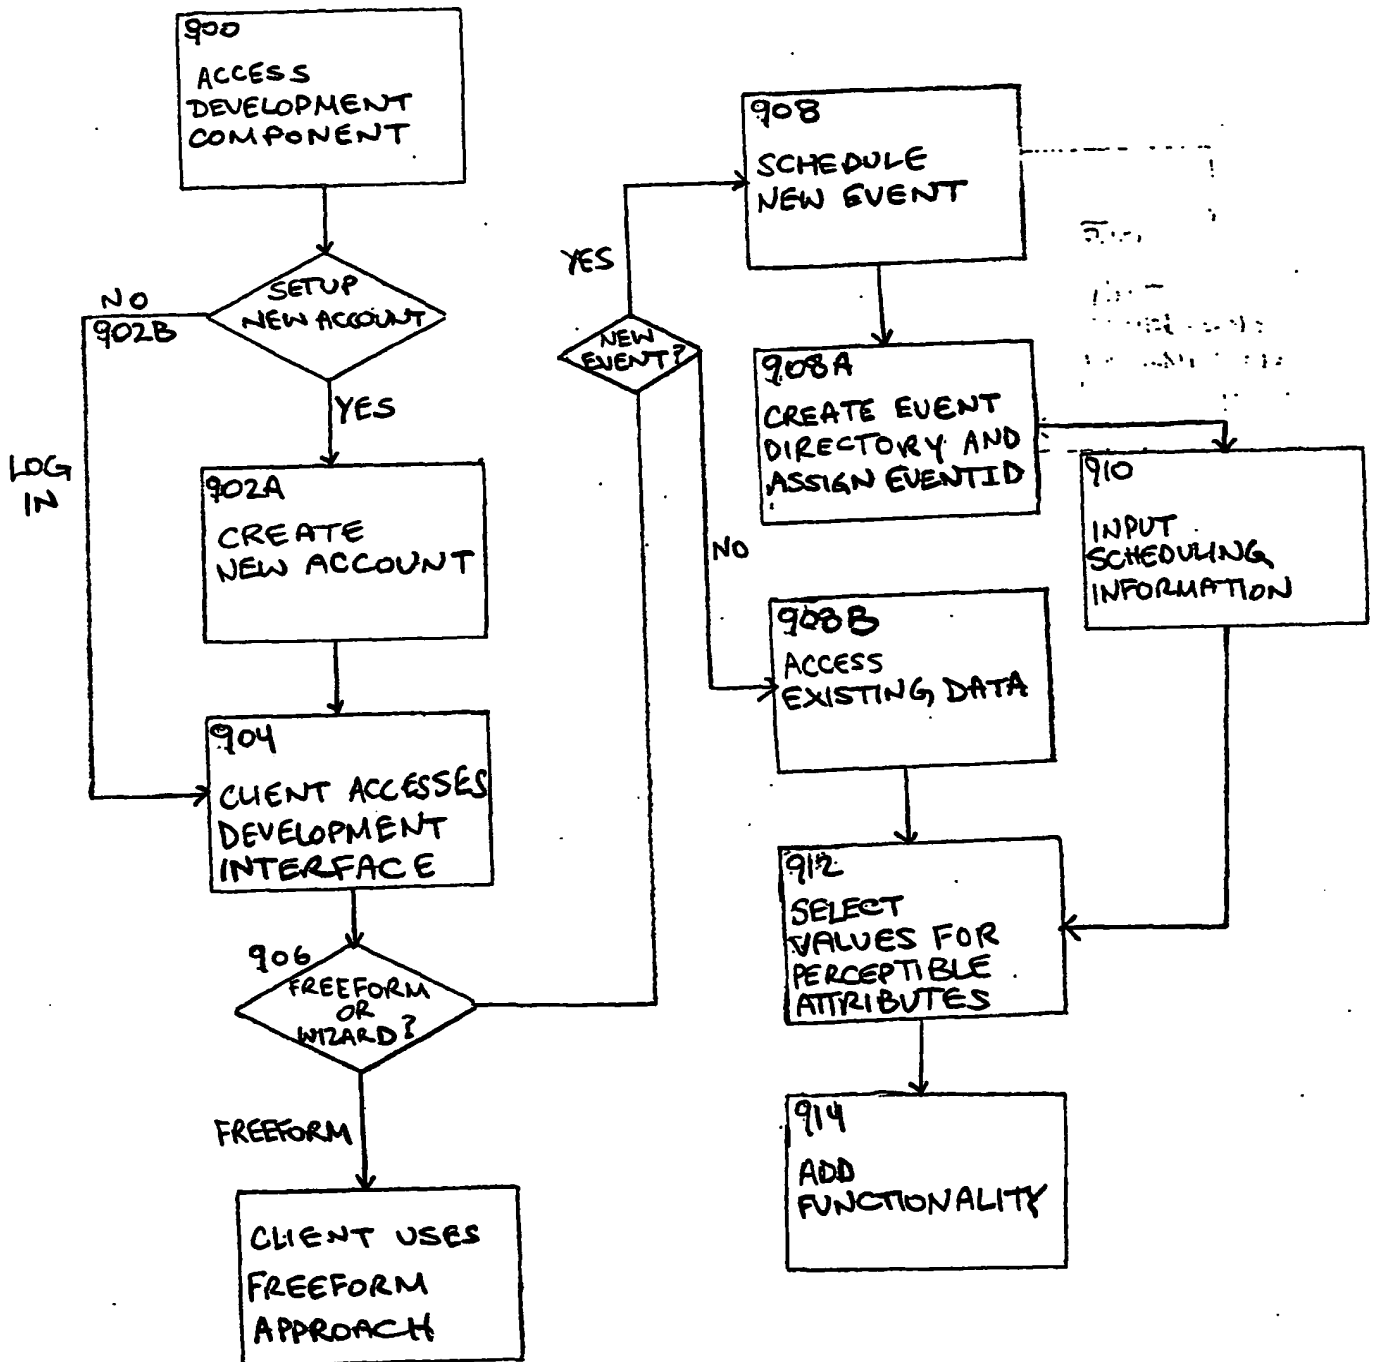 900
ACCESS
DEVELOPMENT
COMPONENT
SETUP
NEW ACCOUNT
NO
902B
YES
LOG
IN
902A
CREATE
NEW ACCOUNT
904
CLIENT ACCESSES
DEVELOPMENT
INTERFACE
906
FREEFORM
OR
WIZARD?
FREEFORM
CLIENT USES
FREEFORM
APPROACH
NEW
EVENT?
YES
NO
908
SCHEDULE
NEW EVENT
908A
CREATE EVENT
DIRECTORY AND
ASSIGN EVENTID
910
INPUT
SCHEDULING
INFORMATION
908B
ACCESS
EXISTING DATA
912
SELECT
VALUES FOR
PERCEPTIBLE
ATTRIBUTES
914
ADD
FUNCTIONALITY